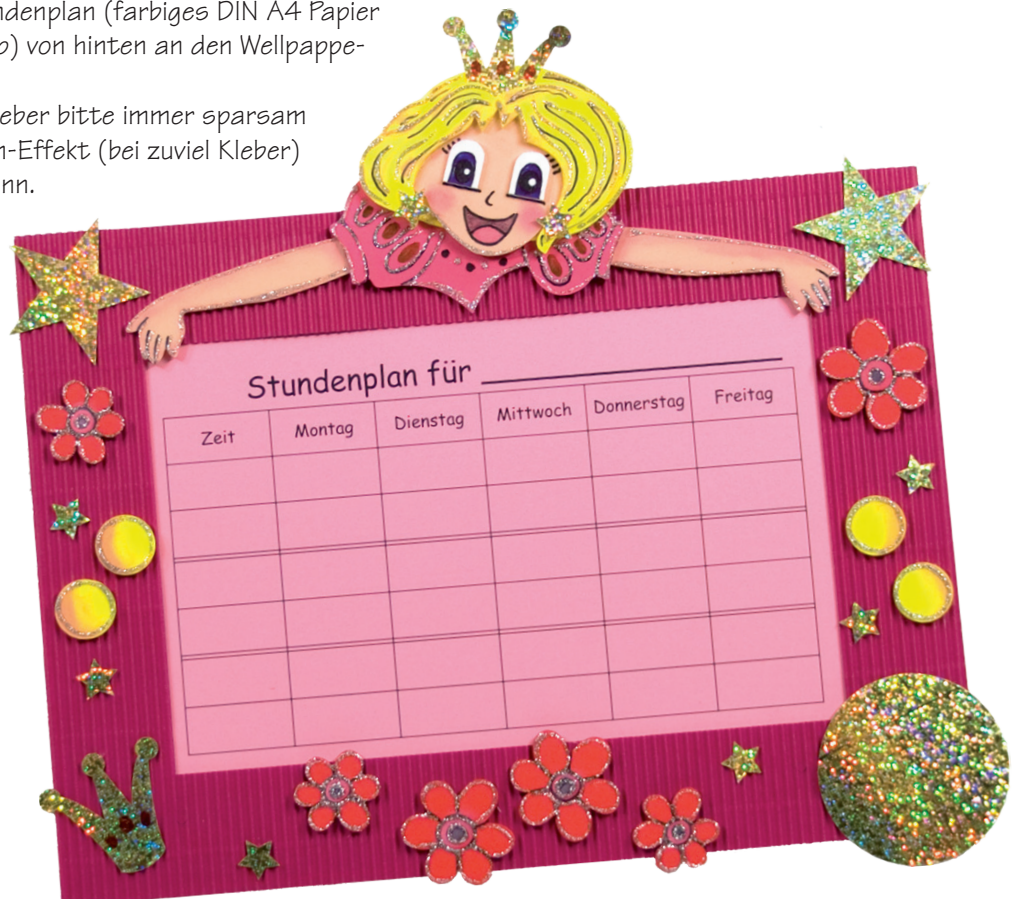 ndenplan (farbiges DIN A4 Papier
o) von hinten an den Wellpappe-
eber bitte immer sparsam
n-Effekt (bei zuviel Kleber)
nn.
Stundenplan für
Zeit Montag Dienstag Mittwoch Donnerstag Freitag